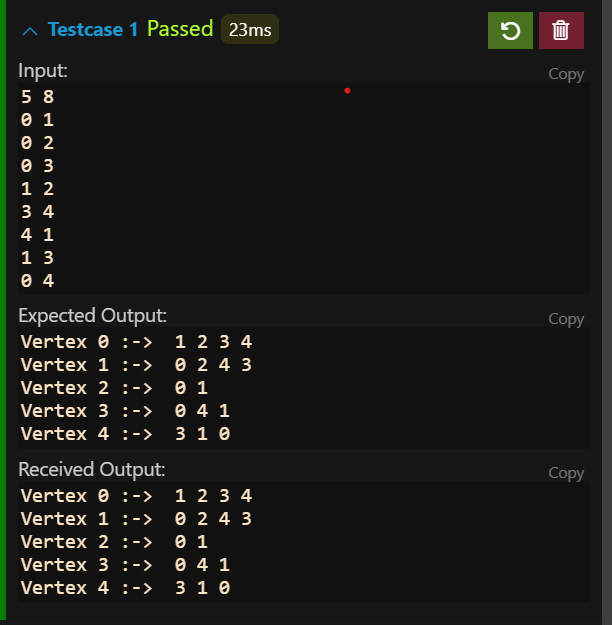 Testcase 1 Passed 23ms
Input:
Copy
5 8
0 1
0 2
0 3
1 2
3 4
4 1
1 3
0 4
Expected Output:
Copy
Vertex 0 :->  1 2 3 4
Vertex 1 :->  0 2 4 3
Vertex 2 :->  0 1
Vertex 3 :->  0 4 1
Vertex 4 :->  3 1 0
Received Output:
Copy
Vertex 0 :->  1 2 3 4
Vertex 1 :->  0 2 4 3
Vertex 2 :->  0 1
Vertex 3 :->  0 4 1
Vertex 4 :->  3 1 0